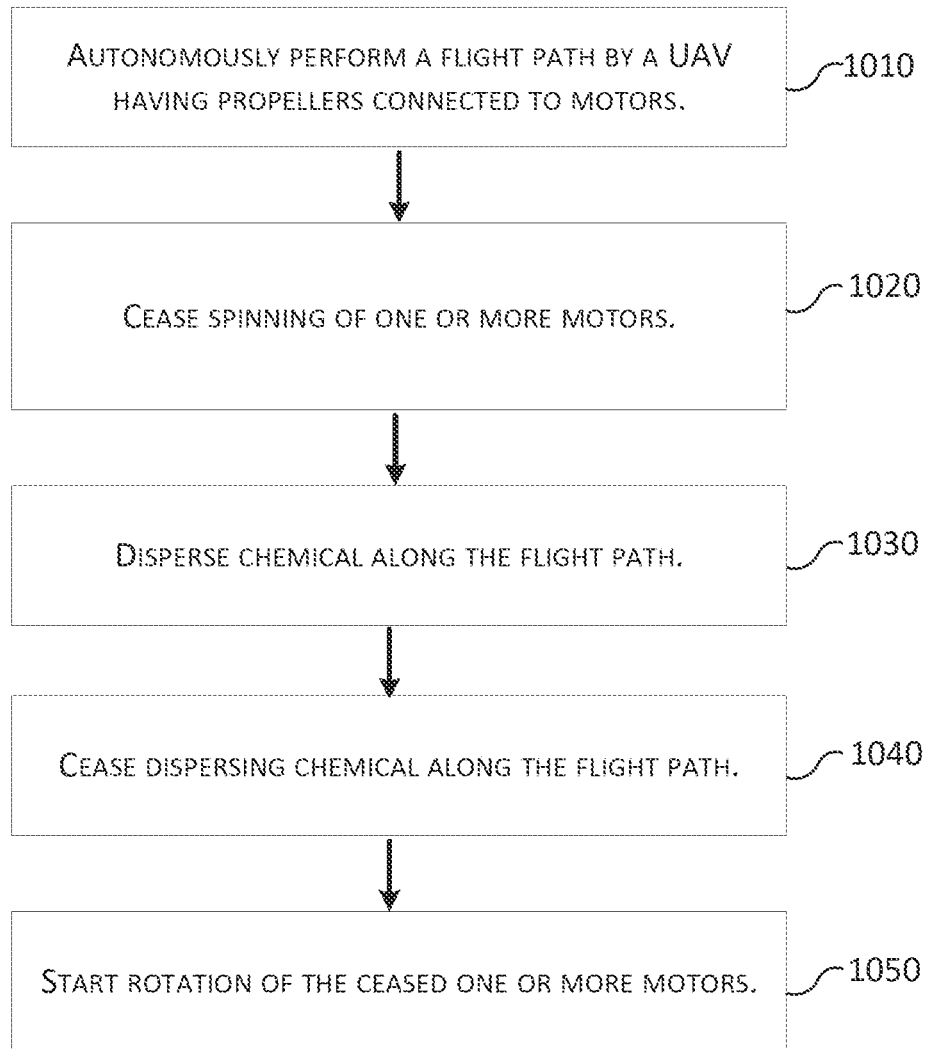 AUTONOMOUSLY PERFORM A FLIGHT PATH BY A UAV
HAVING PROPELLERS CONNECTED TO MOTORS.
1010
CEASE SPINNING OF ONE OR MORE MOTORS.
1020
DISPERSE CHEMICAL ALONG THE FLIGHT PATH.
1030
CEASE DISPERSING CHEMICAL ALONG THE FLIGHT PATH.
1040
START ROTATION OF THE CEASED ONE OR MORE MOTORS.
1050